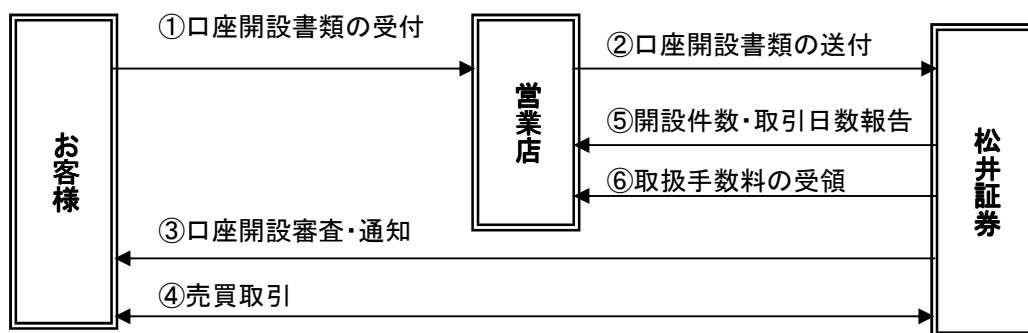 ①口座開設書類の受付
②口座開設書類の送付
営業店
⑤開設件数・取引日数報告
お客様
松井証券
⑥取扱手数料の受領
③口座開設審査・通知
④売買取引